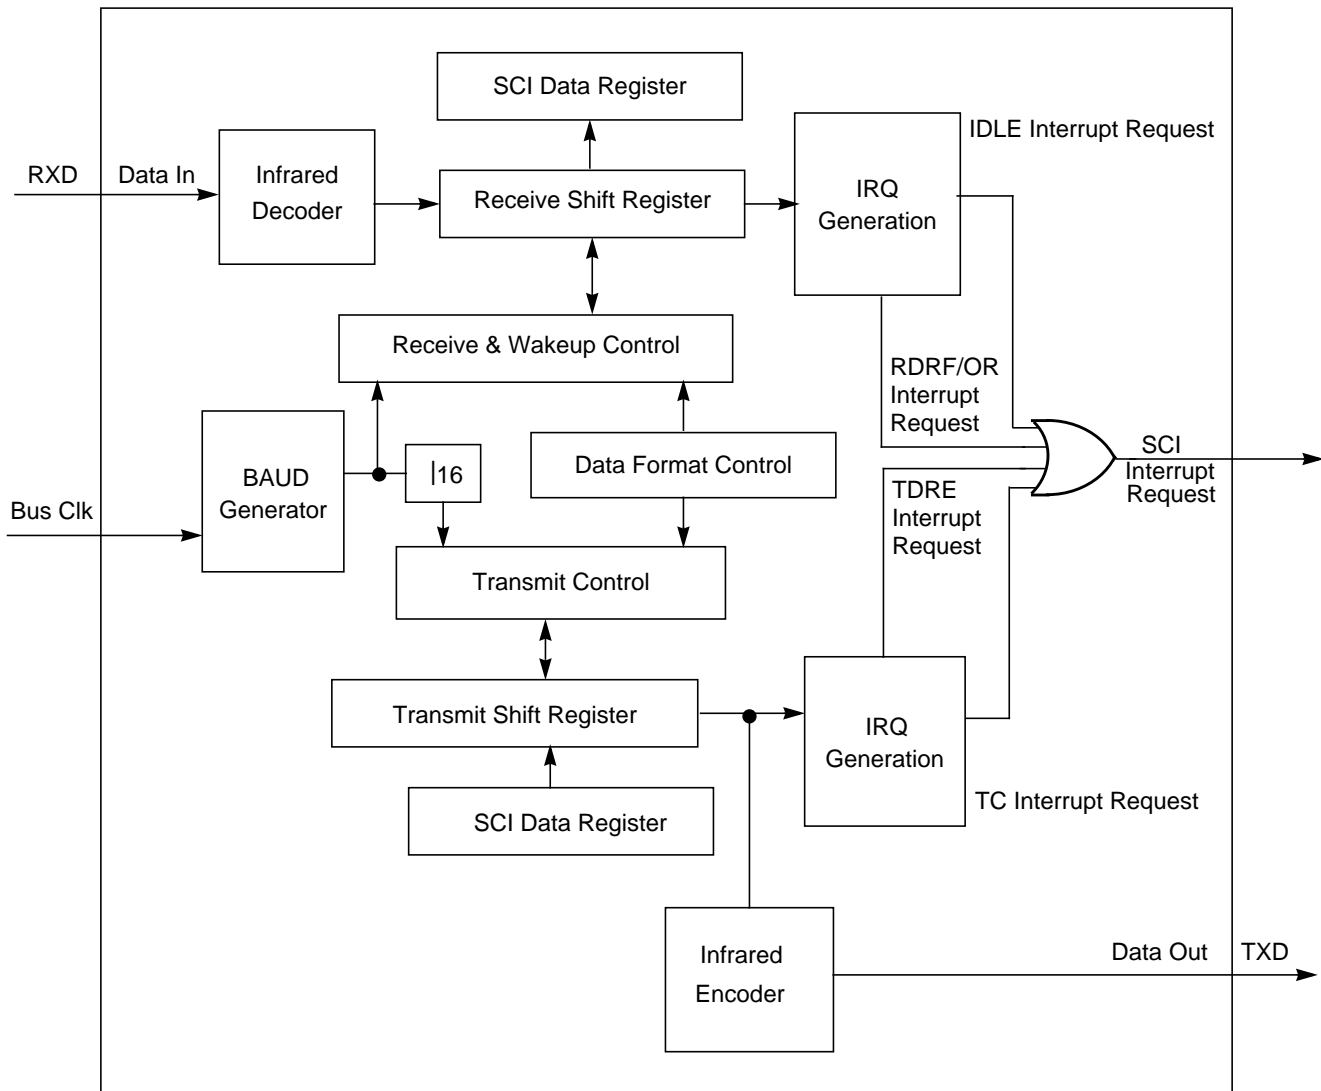 SCI Data Register
IDLE Interrupt Request
RXD
Data In
Infrared
Decoder
Receive Shift Register
IRQ
Generation
Receive & Wakeup Control
RDRF/OR
Interrupt
Request
BAUD
Generator
|16
Data Format Control
SCI
Interrupt
Request
Bus Clk
TDRE
Interrupt
Request
Transmit Control
Transmit Shift Register
IRQ
Generation
SCI Data Register
TC Interrupt Request
Infrared
Encoder
Data Out
TXD